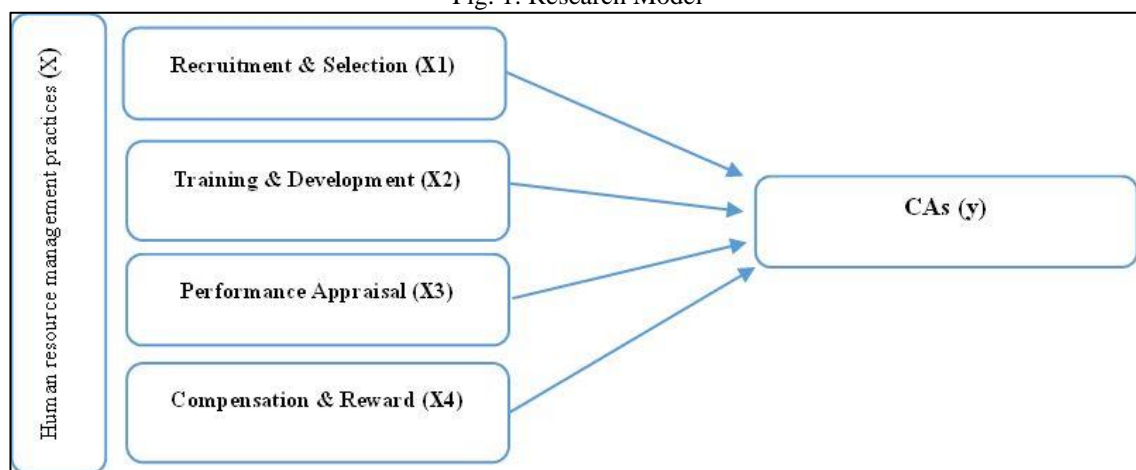 Fig. 1: Research Model
Human resource management practices (X)
Recruitment & Selection (X1)
Training & Development (X2)
Performance Appraisal (X3)
Compensation & Reward (X4)
CAs (y)